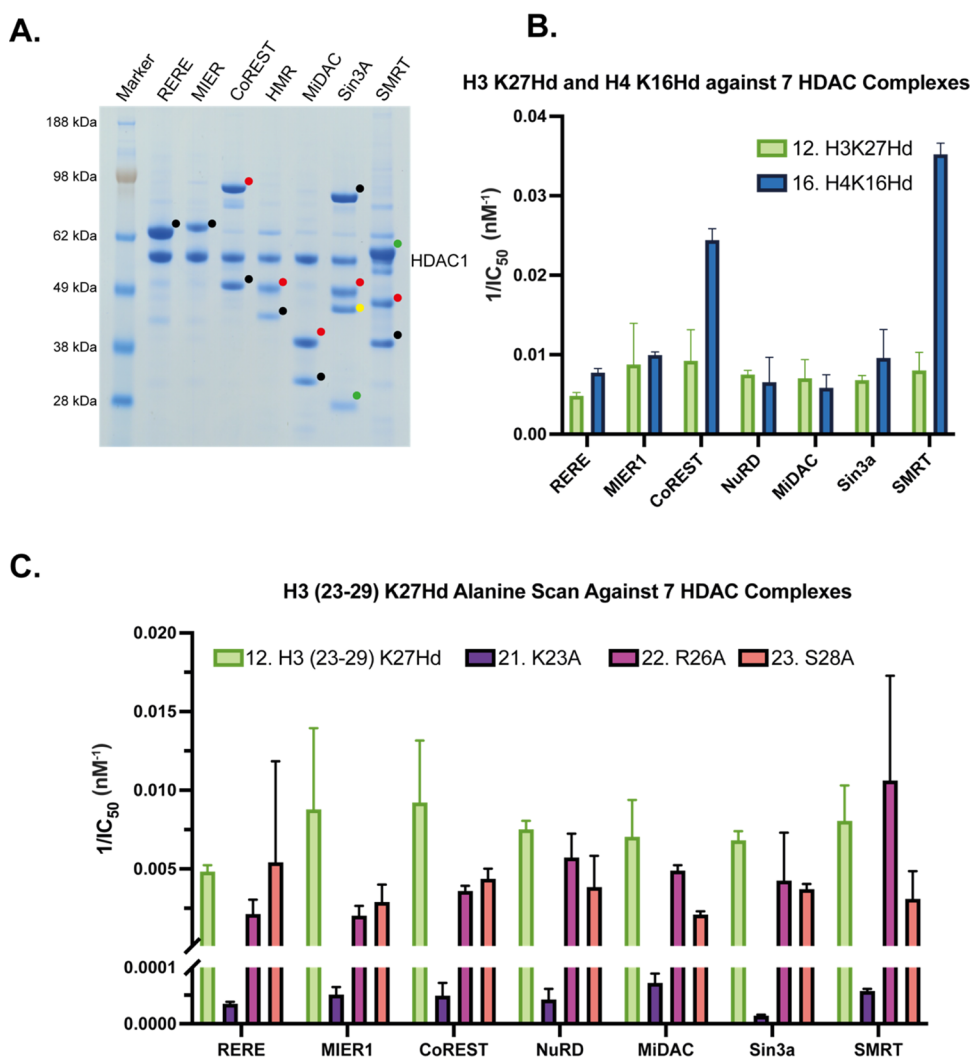 A.
Marker
RERE
MIER
CoREST
HMR
MiDAC
Sin3A
SMRT
188 kDa
98 kDa
62 kDa
49 kDa
38 kDa
28 kDa
HDAC1
B.
H3 K27Hd and H4 K16Hd against 7 HDAC Complexes
0.04
0.03
0.02
0.01
0.00
1/IC50 (nM-1)
12. H3K27Hd
16. H4K16Hd
RERE
MIER1
CoREST
NuRD
MiDAC
Sin3a
SMRT
C.
H3 (23-29) K27Hd Alanine Scan Against 7 HDAC Complexes
0.020
0.015
0.010
0.005
0.0001
0.0000
1/IC50 (nM-1)
12. H3 (23-29) K27Hd
21. K23A
22. R26A
23. S28A
RERE
MIER1
CoREST
NuRD
MiDAC
Sin3a
SMRT